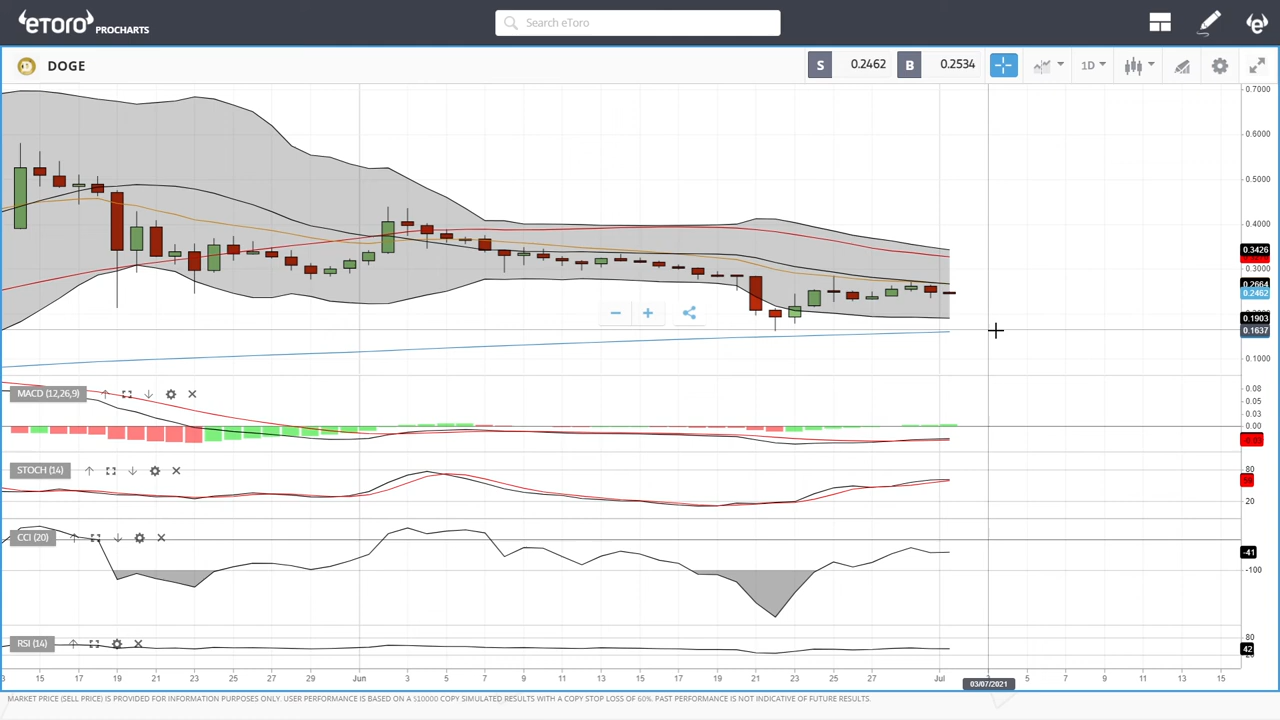 eToro PROCHARTS
Search eToro
DOGE
S 0.2462 B 0.2534
1D
0.7000
0.6000
0.5000
0.4000
0.3426
0.3000
0.2664
0.2462
0.1903
0.1637
0.1000
MACD (12,26,9)
0.08
0.05
0.03
0.00
STOCH (14)
80
59
20
CCI (20)
-41
-100
RSI (14)
80
42
15 17 19 21 23 25 27 29 Jun 3 5 7 9 11 13 15 17 19 21 23 25 27 Jul 5 7 9 11 13 15
03/07/2021
MARKET PRICE (SELL PRICE) IS PROVIDED FOR INFORMATION PURPOSES ONLY. USER PERFORMANCE IS BASED ON A $10000 COPY SIMULATED RESULTS WITH A COPY STOP LOSS OF 60%. PAST PERFORMANCE IS NOT INDICATIVE OF FUTURE RESULTS.